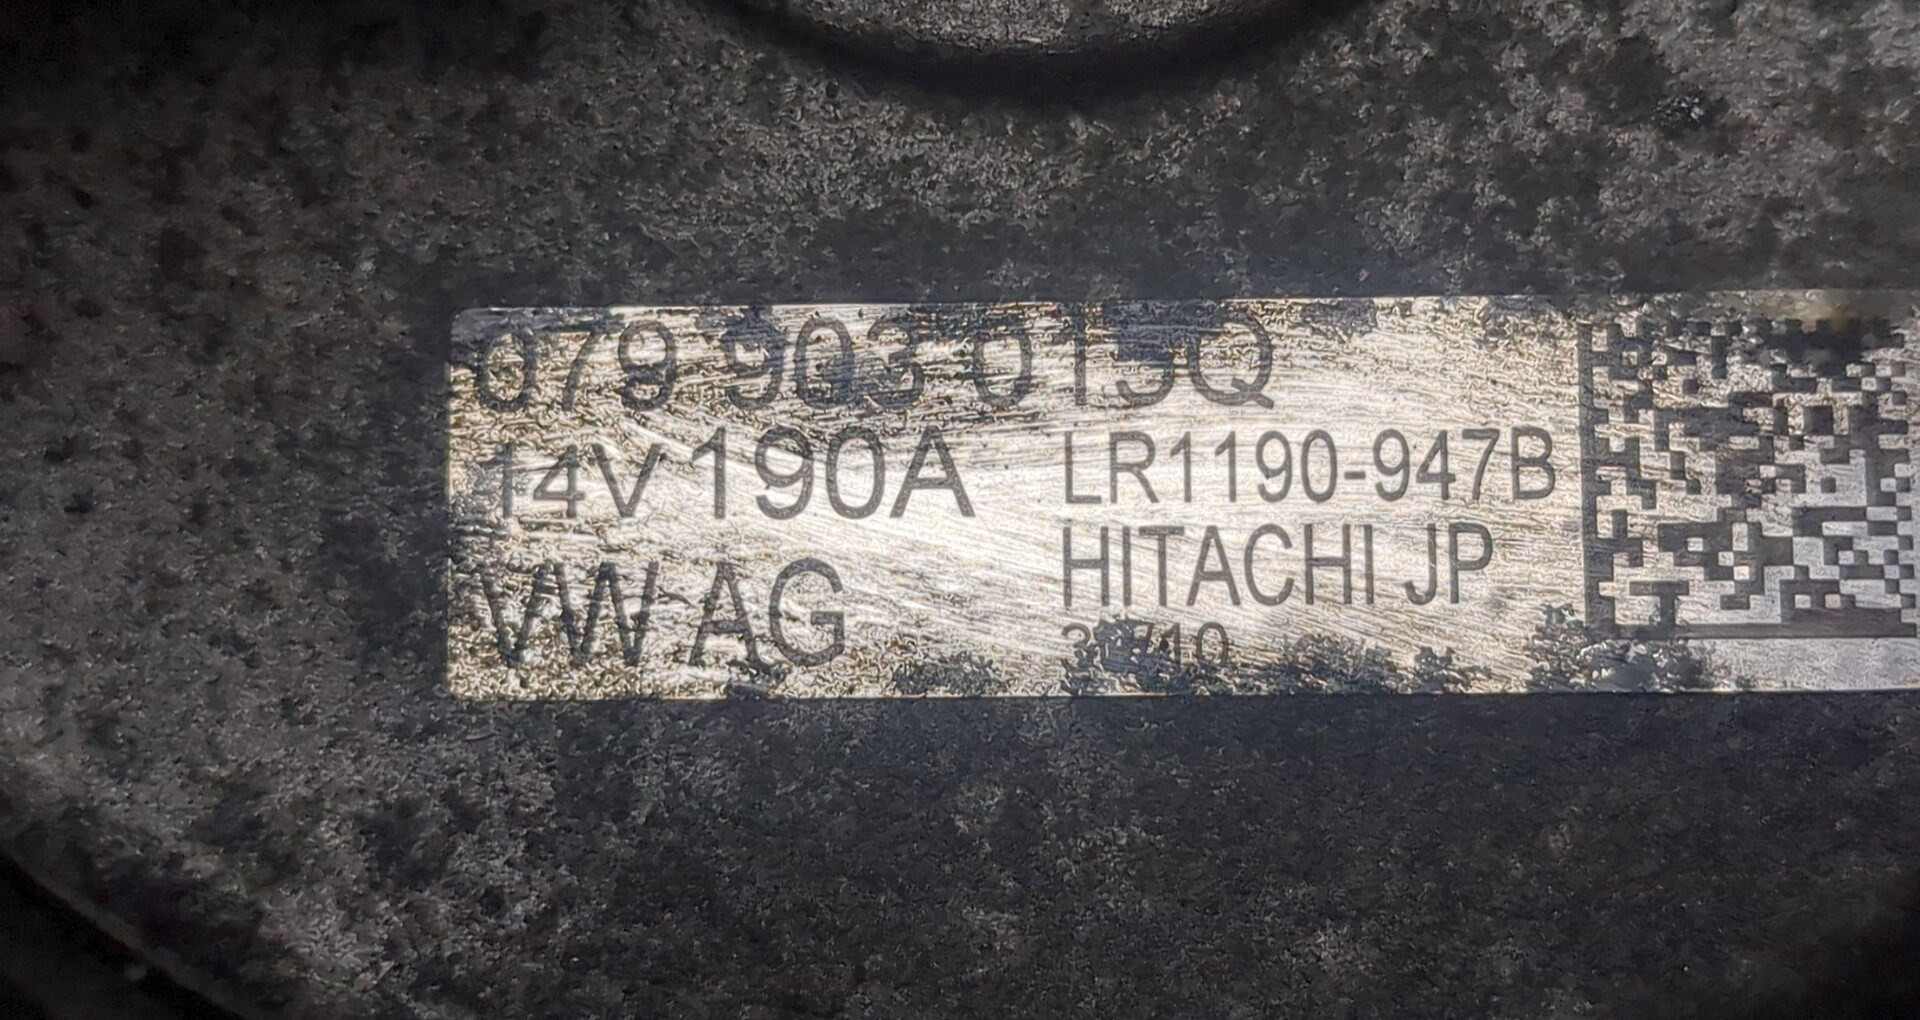 079 903 015Q
14V 190A LR1190-947B
VW AG HITACHI JP